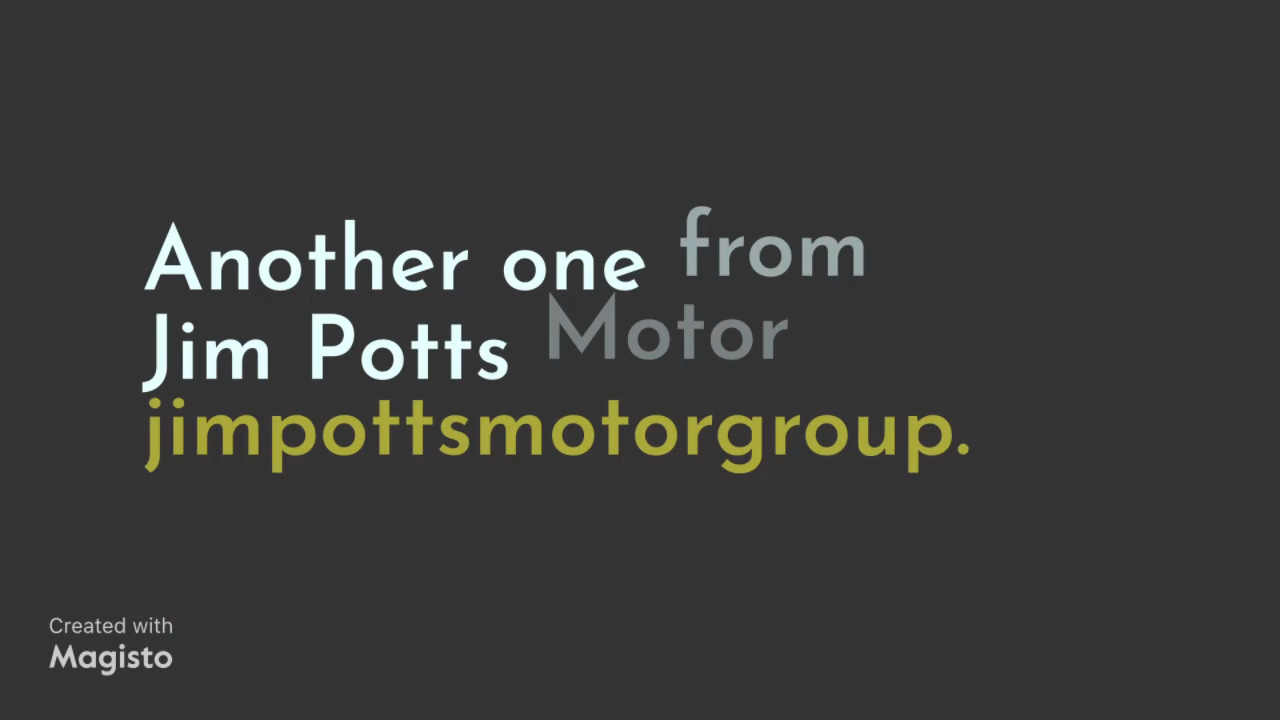 Another one from
Jim Potts Motor
jimpottsmotorgroup.
Created with
Magisto